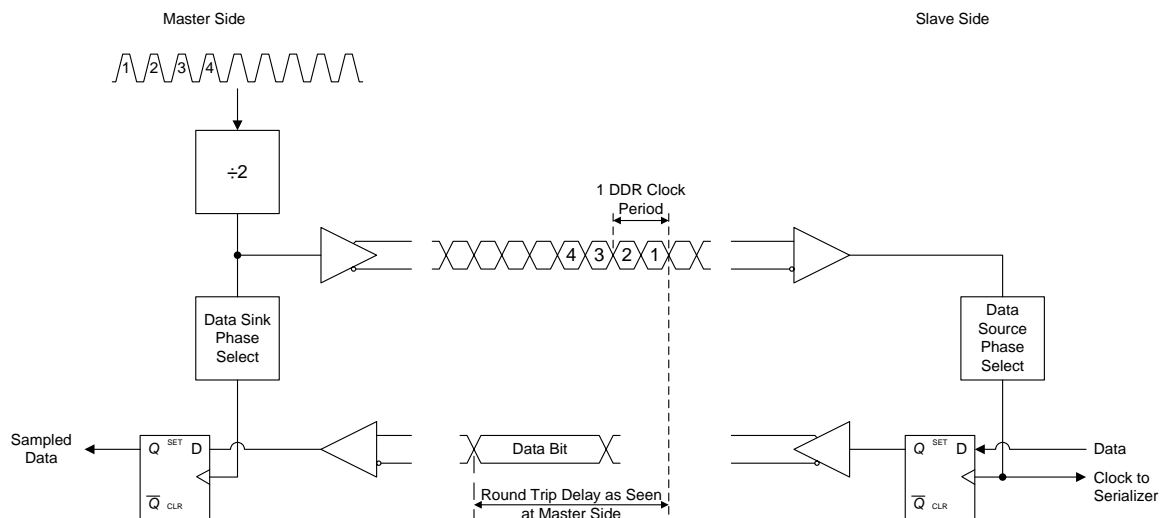 Master Side
Slave Side
1 2 3 4
÷2
1 DDR Clock
Period
4 3 2 1
Data Sink
Phase
Select
Data
Source
Phase
Select
Sampled
Data
Q SET D
Q CLR
Data Bit
Q SET D
Q CLR
Data
Clock to
Serializer
Round Trip Delay as Seen
at Master Side